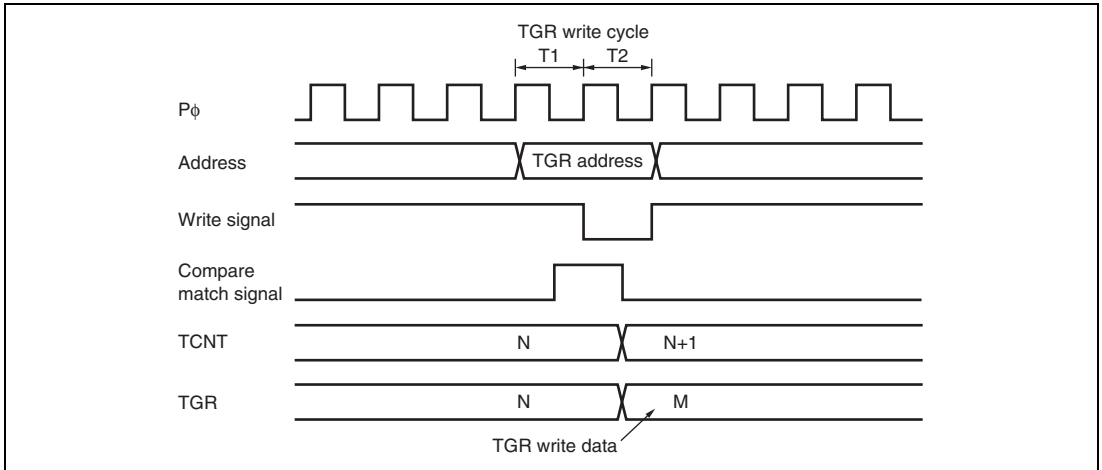 TGR write cycle
T1 T2
Pϕ
Address TGR address
Write signal
Compare
match signal
TCNT N N+1
TGR N M
TGR write data